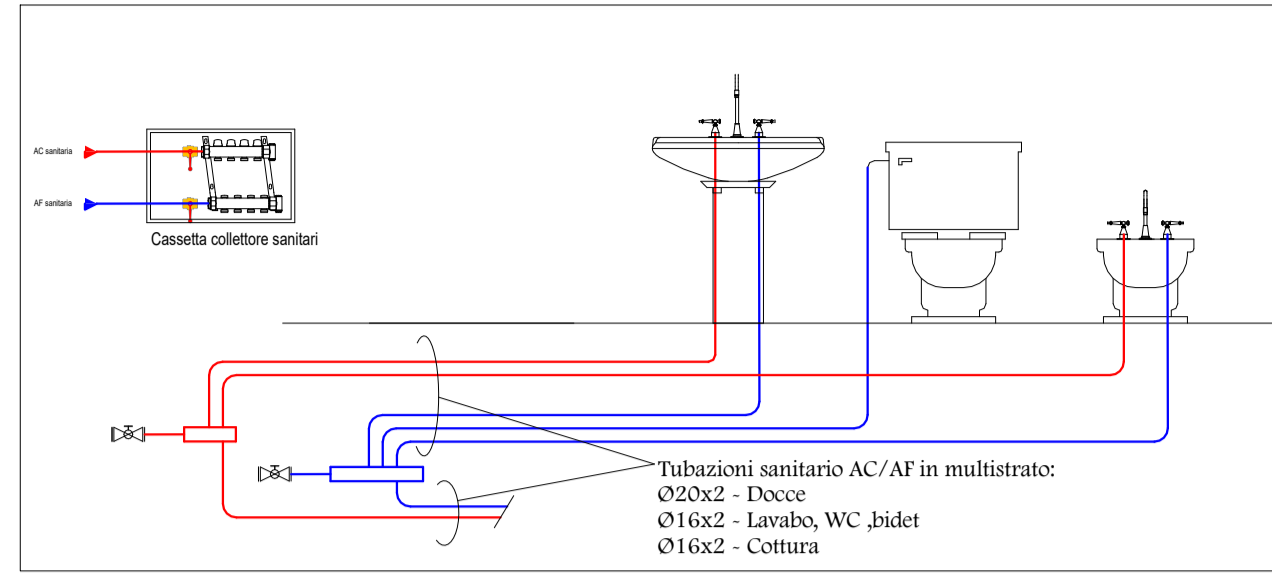 AC sanitaria
AF sanitaria
Cassetta collettore sanitari
Tubazioni sanitario AC/AF in multistrato:
Ø20x2 - Docce
Ø16x2 - Lavabo, WC ,bidet
Ø16x2 - Cottura